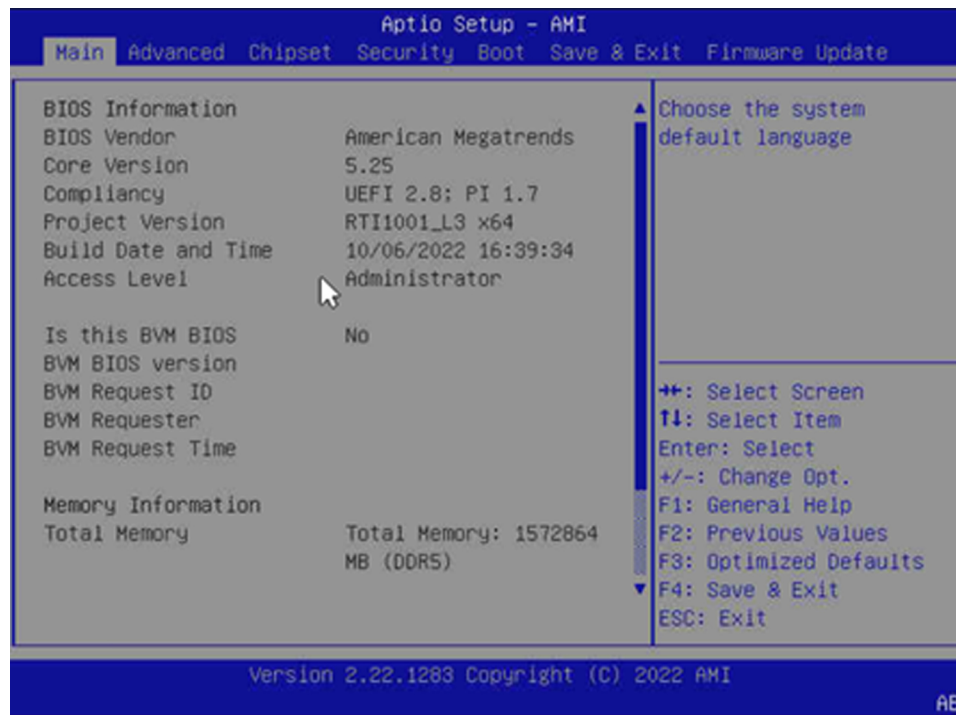 Aptio Setup – AMI
Main Advanced Chipset Security Boot Save & Exit Firmware Update
BIOS Information
BIOS Vendor American Megatrends
Core Version 5.25
Compliancy UEFI 2.8; PI 1.7
Project Version RTI1001_L3 x64
Build Date and Time 10/06/2022 16:39:34
Access Level Administrator
Is this BVM BIOS No
BVM BIOS version
BVM Request ID
BVM Requester
BVM Request Time
Memory Information
Total Memory Total Memory: 1572864
MB (DDR5)
Choose the system
default language
→←: Select Screen
↑↓: Select Item
Enter: Select
+/-: Change Opt.
F1: General Help
F2: Previous Values
F3: Optimized Defaults
F4: Save & Exit
ESC: Exit
Version 2.22.1283 Copyright (C) 2022 AMI